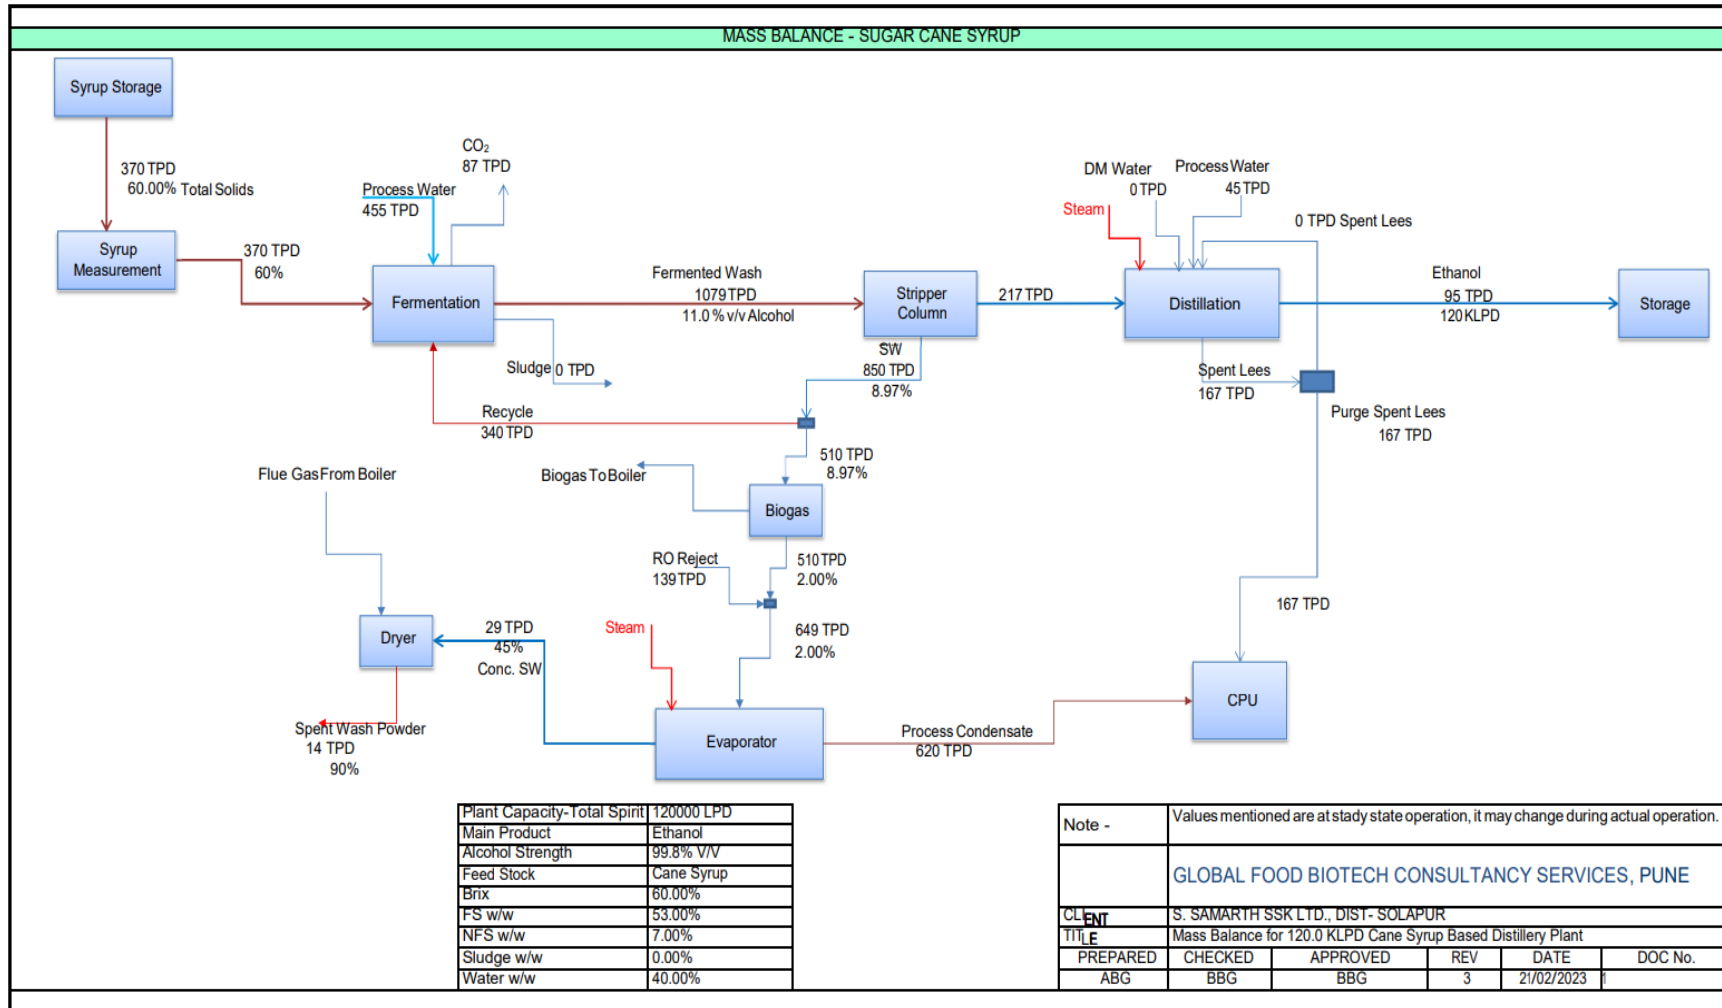 MASS BALANCE - SUGAR CANE SYRUP
Syrup Storage
370 TPD
60.00% Total Solids
Syrup
Measurement
370 TPD
60%
Process Water
455 TPD
CO₂
87 TPD
Fermentation
Sludge 0 TPD
Fermented Wash
1079 TPD
11.0 % v/v Alcohol
Stripper
Column
217 TPD
Steam
DM Water
0 TPD
Process Water
45 TPD
0 TPD Spent Lees
Distillation
Ethanol
95 TPD
120 KLPD
Storage
SW
850 TPD
8.97%
Spent Lees
167 TPD
Purge Spent Lees
167 TPD
Recycle
340 TPD
510 TPD
8.97%
Biogas To Boiler
Biogas
Flue Gas From Boiler
RO Reject
139 TPD
510 TPD
2.00%
167 TPD
Dryer
29 TPD
45%
Conc. SW
Steam
649 TPD
2.00%
CPU
Spent Wash Powder
14 TPD
90%
Evaporator
Process Condensate
620 TPD
Plant Capacity-Total Spirit 120000 LPD
Main Product Ethanol
Alcohol Strength 99.8% V/V
Feed Stock Cane Syrup
Brix 60.00%
FS w/w 53.00%
NFS w/w 7.00%
Sludge w/w 0.00%
Water w/w 40.00%
Note - Values mentioned are at stady state operation, it may change during actual operation.
GLOBAL FOOD BIOTECH CONSULTANCY SERVICES, PUNE
CLIENT S. SAMARTH SSK LTD., DIST- SOLAPUR
TITLE Mass Balance for 120.0 KLPD Cane Syrup Based Distillery Plant
PREPARED CHECKED APPROVED REV DATE DOC No.
ABG BBG BBG 3 21/02/2023 1